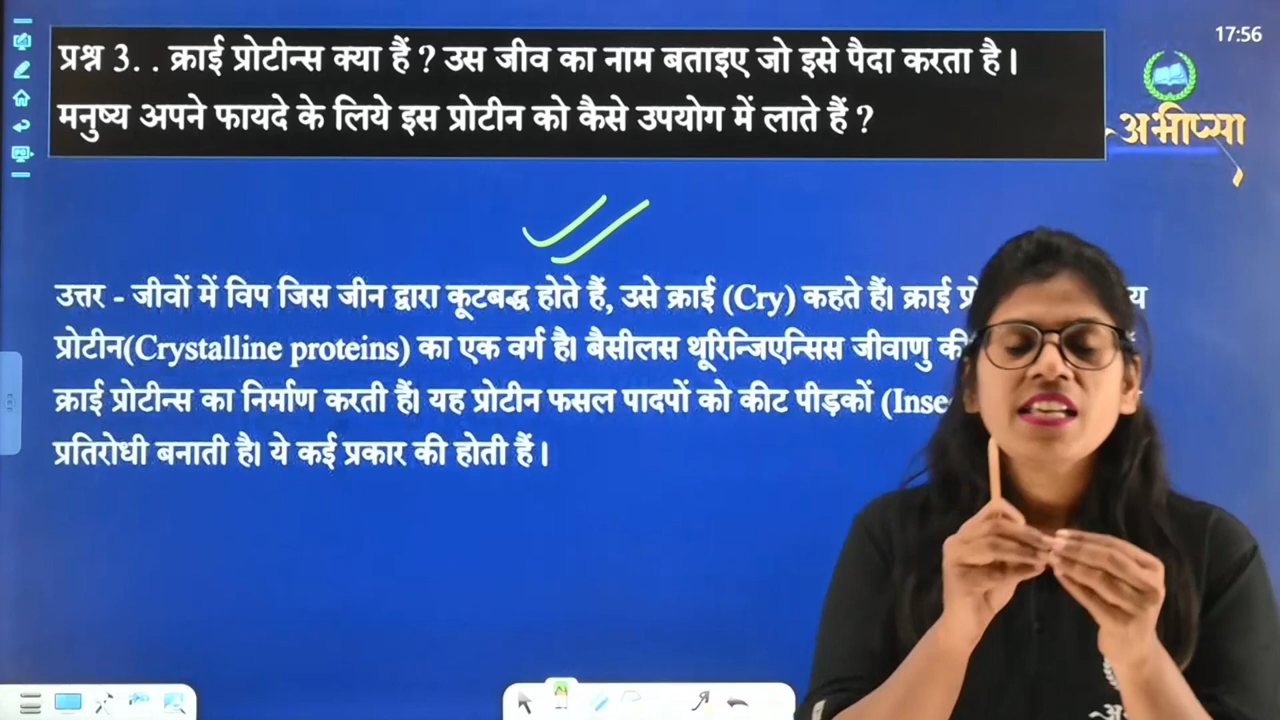 17:56
प्रश्न 3. . क्राई प्रोटीन्स क्या हैं ? उस जीव का नाम बताइए जो इसे पैदा करता है ।
मनुष्य अपने फायदे के लिये इस प्रोटीन को कैसे उपयोग में लाते हैं ?
अभीप्सा
उत्तर - जीवों में विप जिस जीन द्वारा कूटबद्ध होते हैं, उसे क्राई (Cry) कहते हैं। क्राई
प्रोटीन(Crystalline proteins) का एक वर्ग है। बैसीलस थूरिन्जिएन्सिस जीवाणु की
क्राई प्रोटीन्स का निर्माण करती हैं। यह प्रोटीन फसल पादपों को कीट पीड़कों
प्रतिरोधी बनाती है। ये कई प्रकार की होती हैं ।